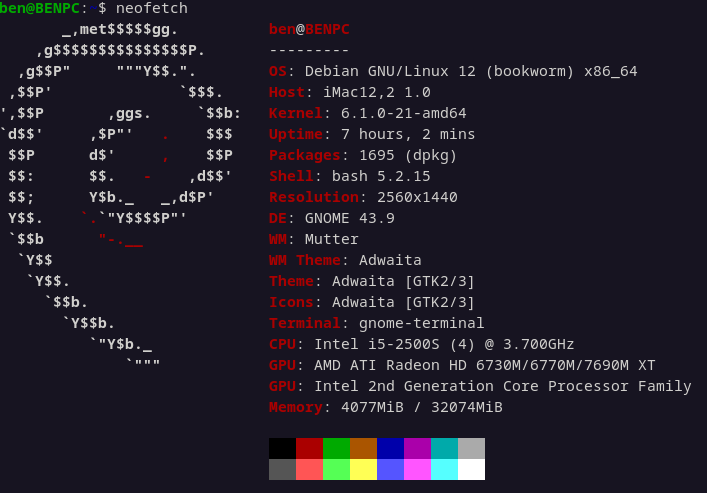 ben@BENPC:~$ neofetch
       _,met$$$$$gg.
    ,g$$$$$$$$$$$$$$$P.
  ,g$$P"     """Y$$.".
 ,$$P'              `$$$.
',$$P       ,ggs.     `$$b:
`d$$'     ,$P"'   .    $$$
 $$P      d$'     ,    $$P
 $$:      $$.   -    ,d$$'
 $$;      Y$b._   _,d$P'
 Y$$.    `.`"Y$$$$P"'
 `$$b      "-.__
  `Y$$
   `Y$$.
     `$$b.
       `Y$$b.
          `"Y$b._
              `"""
ben@BENPC
---------
OS: Debian GNU/Linux 12 (bookworm) x86_64
Host: iMac12,2 1.0
Kernel: 6.1.0-21-amd64
Uptime: 7 hours, 2 mins
Packages: 1695 (dpkg)
Shell: bash 5.2.15
Resolution: 2560x1440
DE: GNOME 43.9
WM: Mutter
WM Theme: Adwaita
Theme: Adwaita [GTK2/3]
Icons: Adwaita [GTK2/3]
Terminal: gnome-terminal
CPU: Intel i5-2500S (4) @ 3.700GHz
GPU: AMD ATI Radeon HD 6730M/6770M/7690M XT
GPU: Intel 2nd Generation Core Processor Family
Memory: 4077MiB / 32074MiB